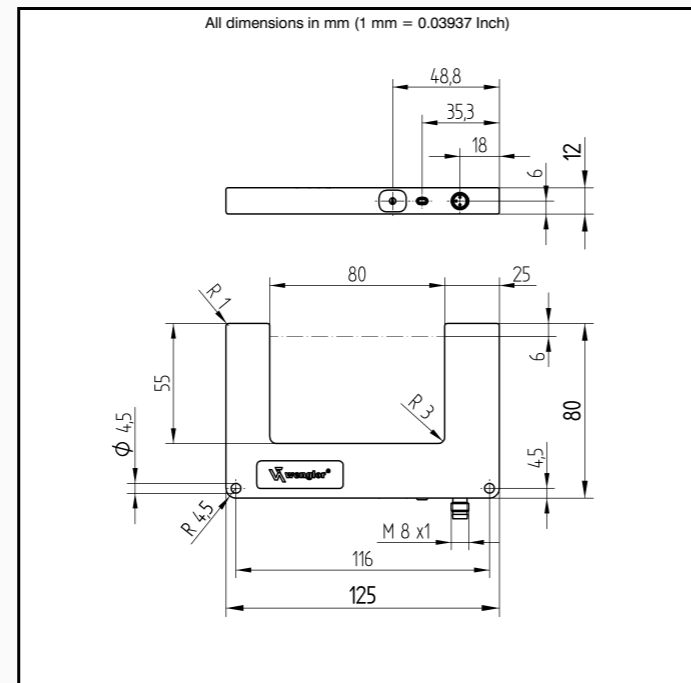 All dimensions in mm (1 mm = 0.03937 Inch)
48,8
35,3
18
6
12
80
25
R 1
6
55
R 3
80
ϕ 4,5
4,5
wenglor®
R 4,5
M 8 x1
116
125